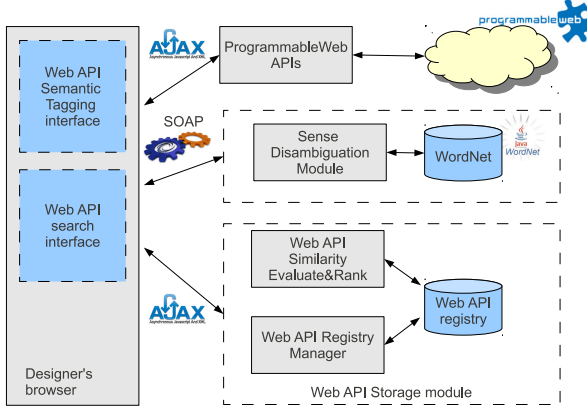 programmableweb
AJAX
Asynchronous Javascript And XML
ProgrammableWeb
APIs
Web API
Semantic
Tagging
interface
SOAP
Sense
Disambiguation
Module
WordNet
Java
WordNet
Web API
search
interface
Web API
Similarity
Evaluate&Rank
Web API
registry
AJAX
Asynchronous Javascript And XML
Web API Registry
Manager
Designer's
browser
Web API Storage module